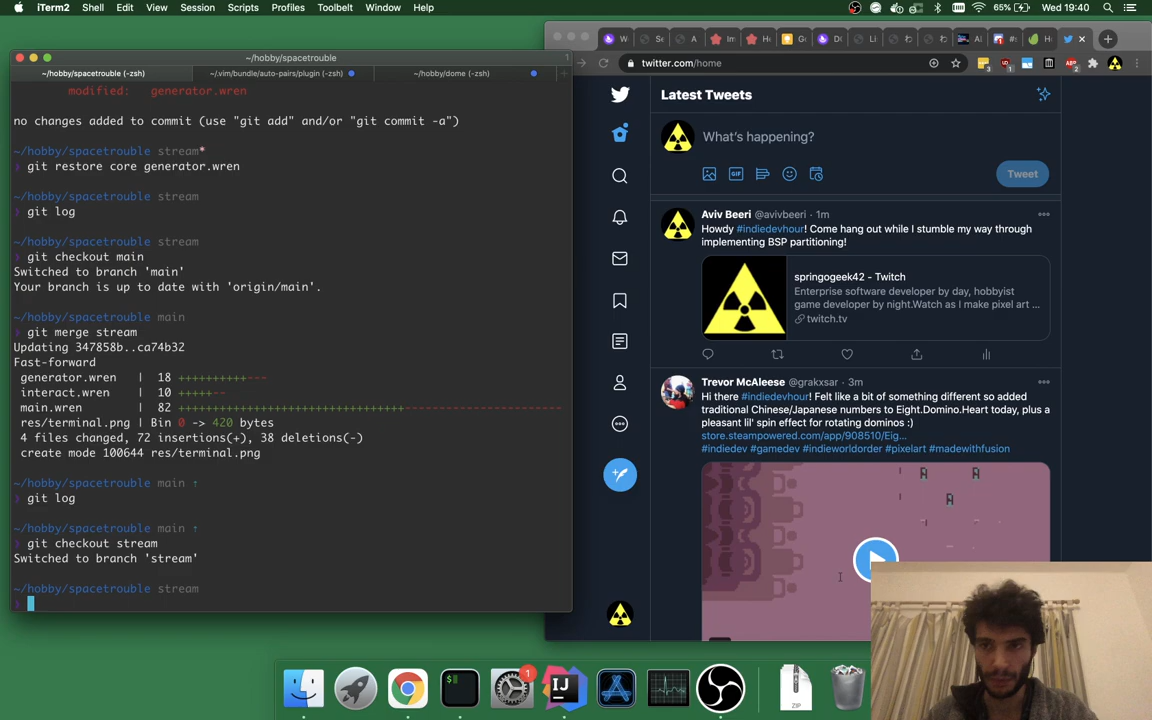 iTerm2 Shell Edit View Session Scripts Profiles Toolbelt Window Help
65% Wed 19:40
~/hobby/spacetrouble
~/hobby/spacetrouble (-zsh)
~/.vim/bundle/auto-pairs/plugin (-zsh)
~/hobby/dome (-zsh)
modified: generator.wren
no changes added to commit (use "git add" and/or "git commit -a")
~/hobby/spacetrouble stream*
❯ git restore core generator.wren
~/hobby/spacetrouble stream
❯ git log
~/hobby/spacetrouble stream
❯ git checkout main
Switched to branch 'main'
Your branch is up to date with 'origin/main'.
~/hobby/spacetrouble main
❯ git merge stream
Updating 347858b..ca74b32
Fast-forward
generator.wren | 18 ++++++++++---
interact.wren | 10 +++++--
main.wren | 82 ++++++++++++++++++++++++++++++++++-----------------------
res/terminal.png | Bin 0 -> 420 bytes
4 files changed, 72 insertions(+), 38 deletions(-)
create mode 100644 res/terminal.png
~/hobby/spacetrouble main ↑
❯ git log
~/hobby/spacetrouble main ↑
❯ git checkout stream
Switched to branch 'stream'
~/hobby/spacetrouble stream
❯
twitter.com/home
Latest Tweets
What's happening?
GIF
Tweet
Aviv Beeri @avivbeeri · 1m
Howdy #indiedevhour! Come hang out while I stumble my way through
implementing BSP partitioning!
springogeek42 - Twitch
Enterprise software developer by day, hobbyist
game developer by night.Watch as I make pixel art ...
twitch.tv
Trevor McAleese @grakxsar · 3m
Hi there #indiedevhour! Felt like a bit of something different so added
traditional Chinese/Japanese numbers to Eight.Domino.Heart today, plus a
pleasant lil' spin effect for rotating dominos :)
store.steampowered.com/app/908510/Eig...
#indiedev #gamedev #indieworldorder #pixelart #madewithfusion
1
IJ
ZIP